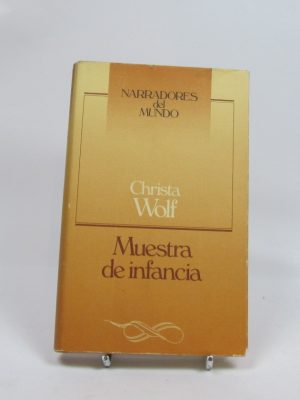 NARRADORES
del
MUNDO
Christa
Wolf
Muestra
de infancia